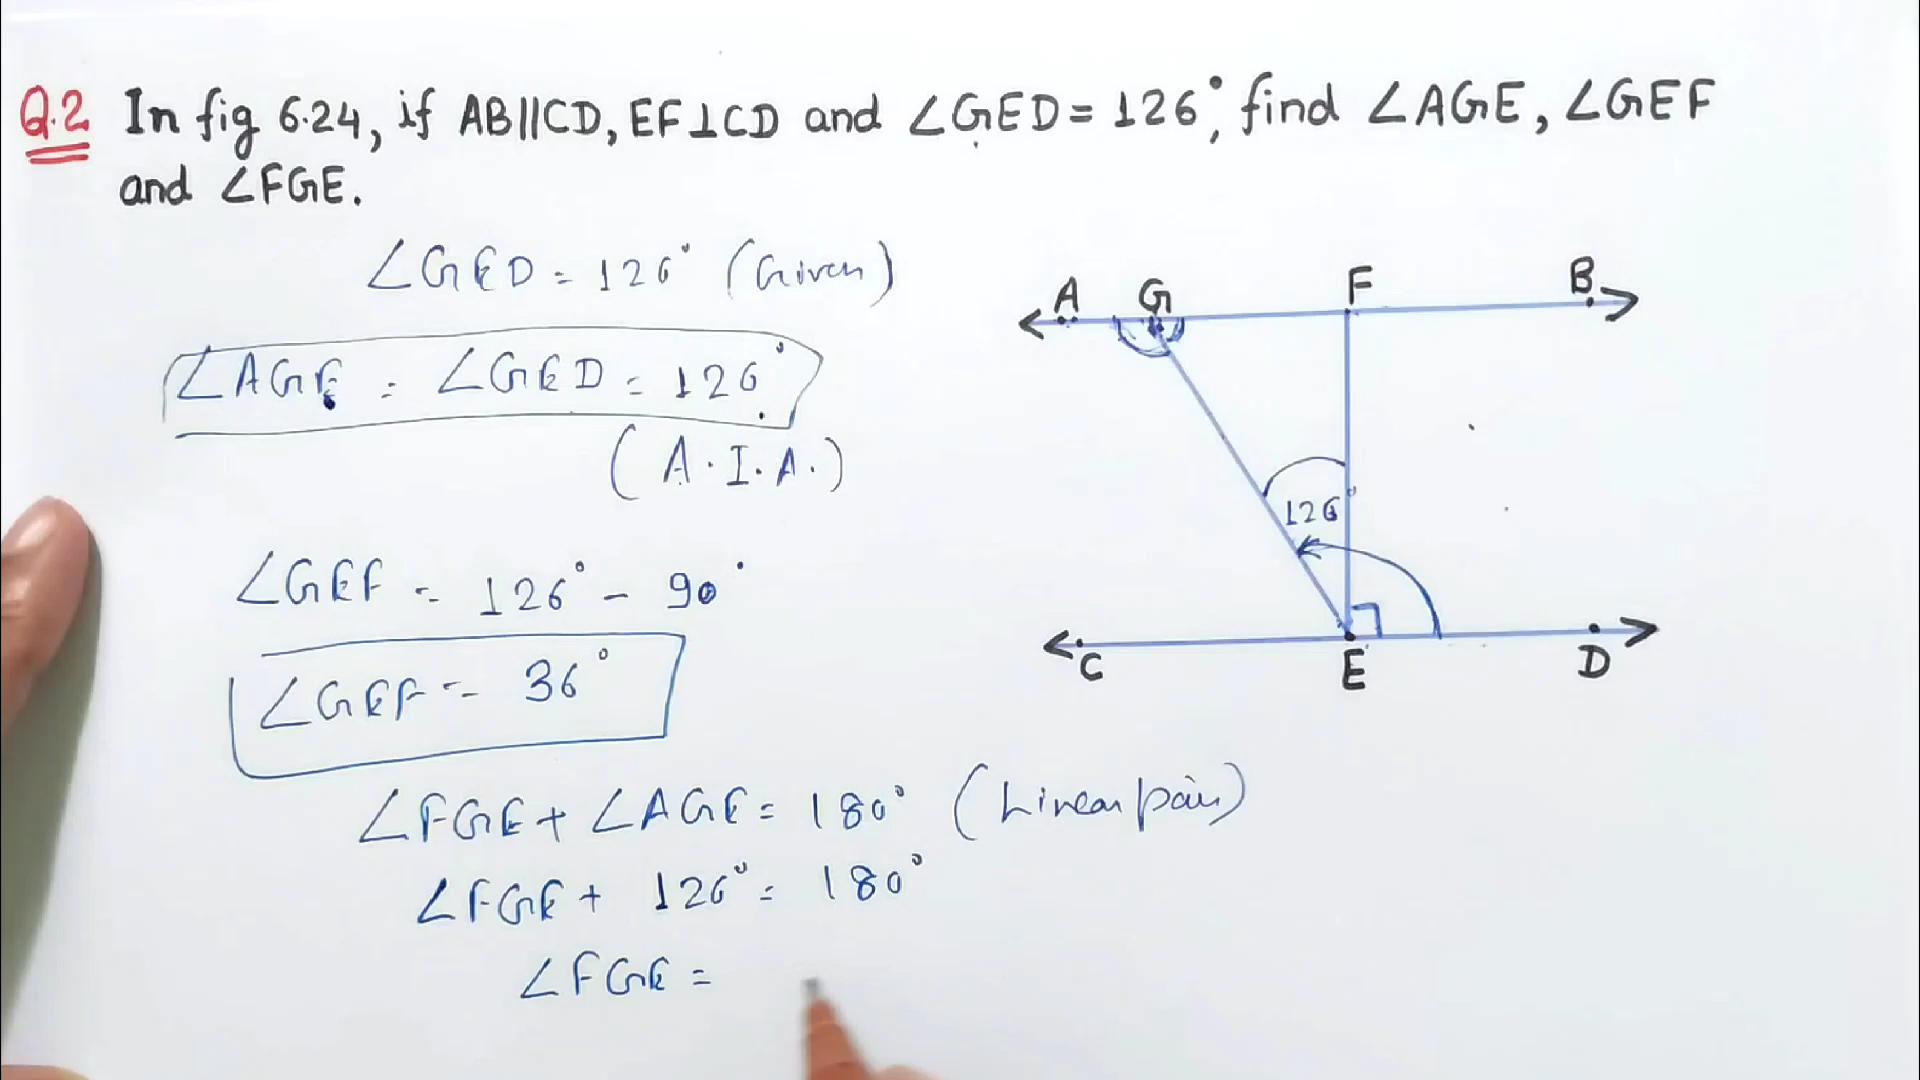 Q.2 In fig 6.24, if AB||CD, EF⊥CD and ∠GED = 126°, find ∠AGE, ∠GEF
and ∠FGE.
∠GED = 126° (Given)
∠AGE = ∠GED = 126°
(A.I.A.)
∠GEF = 126° - 90°
∠GEF = 36°
∠FGE + ∠AGE = 180° (Linear pair)
∠FGE + 126° = 180°
∠FGE =
A G F B
126°
C E D